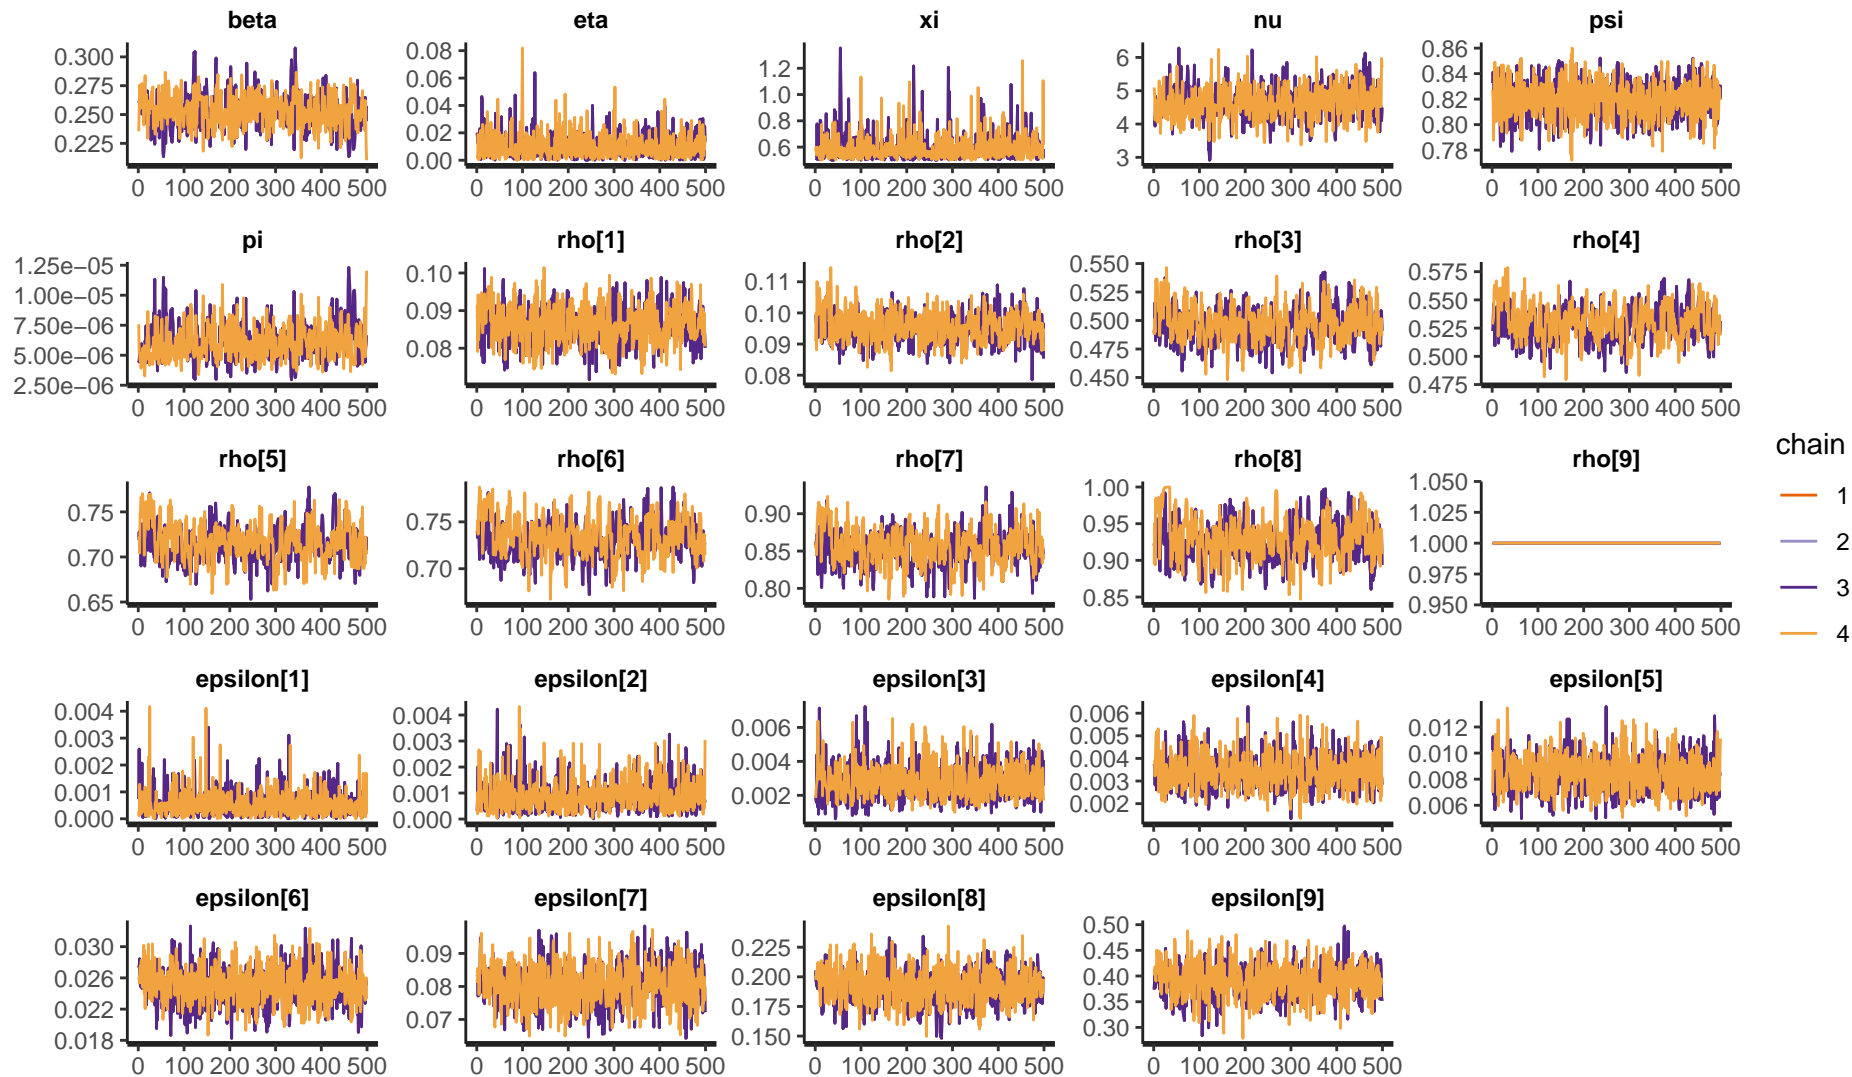 beta eta xi nu psi
0.300 0.275 0.250 0.225
0.08 0.06 0.04 0.02 0.00
1.2 1.0 0.8 0.6
6 5 4 3
0.86 0.84 0.82 0.80 0.78
0 100 200 300 400 500 0 100 200 300 400 500 0 100 200 300 400 500 0 100 200 300 400 500 0 100 200 300 400 500
pi rho[1] rho[2] rho[3] rho[4]
1.25e−05 1.00e−05 7.50e−06 5.00e−06 2.50e−06
0.10 0.09 0.08
0.11 0.10 0.09 0.08
0.550 0.525 0.500 0.475 0.450
0.575 0.550 0.525 0.500 0.475
0 100 200 300 400 500 0 100 200 300 400 500 0 100 200 300 400 500 0 100 200 300 400 500 0 100 200 300 400 500
rho[5] rho[6] rho[7] rho[8] rho[9]
0.75 0.70 0.65
0.75 0.70
0.90 0.85 0.80
1.00 0.95 0.90 0.85
1.050 1.025 1.000 0.975 0.950
0 100 200 300 400 500 0 100 200 300 400 500 0 100 200 300 400 500 0 100 200 300 400 500 0 100 200 300 400 500
epsilon[1] epsilon[2] epsilon[3] epsilon[4] epsilon[5]
0.004 0.003 0.002 0.001 0.000
0.004 0.003 0.002 0.001 0.000
0.006 0.004 0.002
0.006 0.005 0.004 0.003 0.002
0.012 0.010 0.008 0.006
0 100 200 300 400 500 0 100 200 300 400 500 0 100 200 300 400 500 0 100 200 300 400 500 0 100 200 300 400 500
epsilon[6] epsilon[7] epsilon[8] epsilon[9]
0.030 0.026 0.022 0.018
0.09 0.08 0.07
0.225 0.200 0.175 0.150
0.50 0.45 0.40 0.35 0.30
0 100 200 300 400 500 0 100 200 300 400 500 0 100 200 300 400 500 0 100 200 300 400 500
chain
1
2
3
4